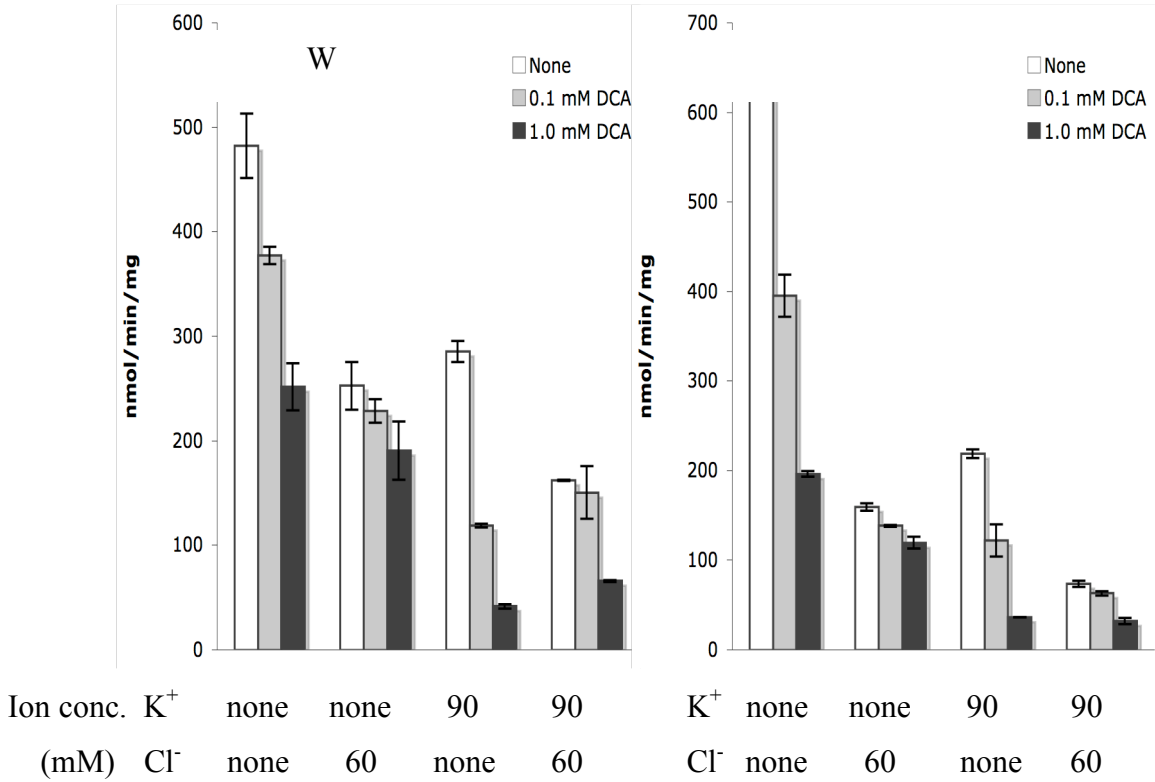 600
W
None
0.1 mM DCA
1.0 mM DCA
500
400
300
200
100
0
nmol/min/mg
700
None
0.1 mM DCA
1.0 mM DCA
600
500
400
300
200
100
0
nmol/min/mg
Ion conc. K⁺ none none 90 90 K⁺ none none 90 90
(mM) Cl⁻ none 60 none 60 Cl⁻ none 60 none 60